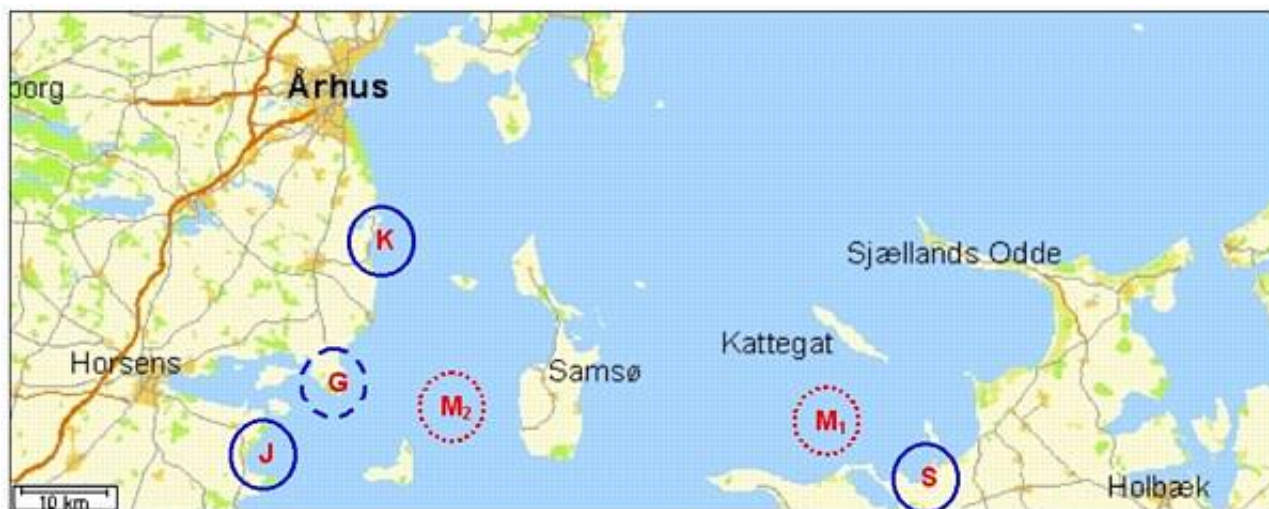 borg
Århus
K
Sjællands Odde
Kattegat
Horsens
Samsø
G
M₂
M₁
J
S
Holbæk
10 km